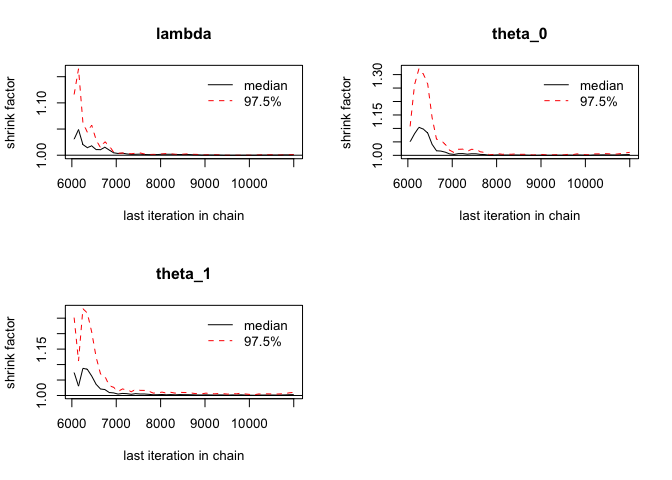 lambda
median
97.5%
shrink factor
1.00
1.10
6000 7000 8000 9000 10000
last iteration in chain
theta_0
median
97.5%
shrink factor
1.00
1.15
1.30
6000 7000 8000 9000 10000
last iteration in chain
theta_1
median
97.5%
shrink factor
1.00
1.15
6000 7000 8000 9000 10000
last iteration in chain